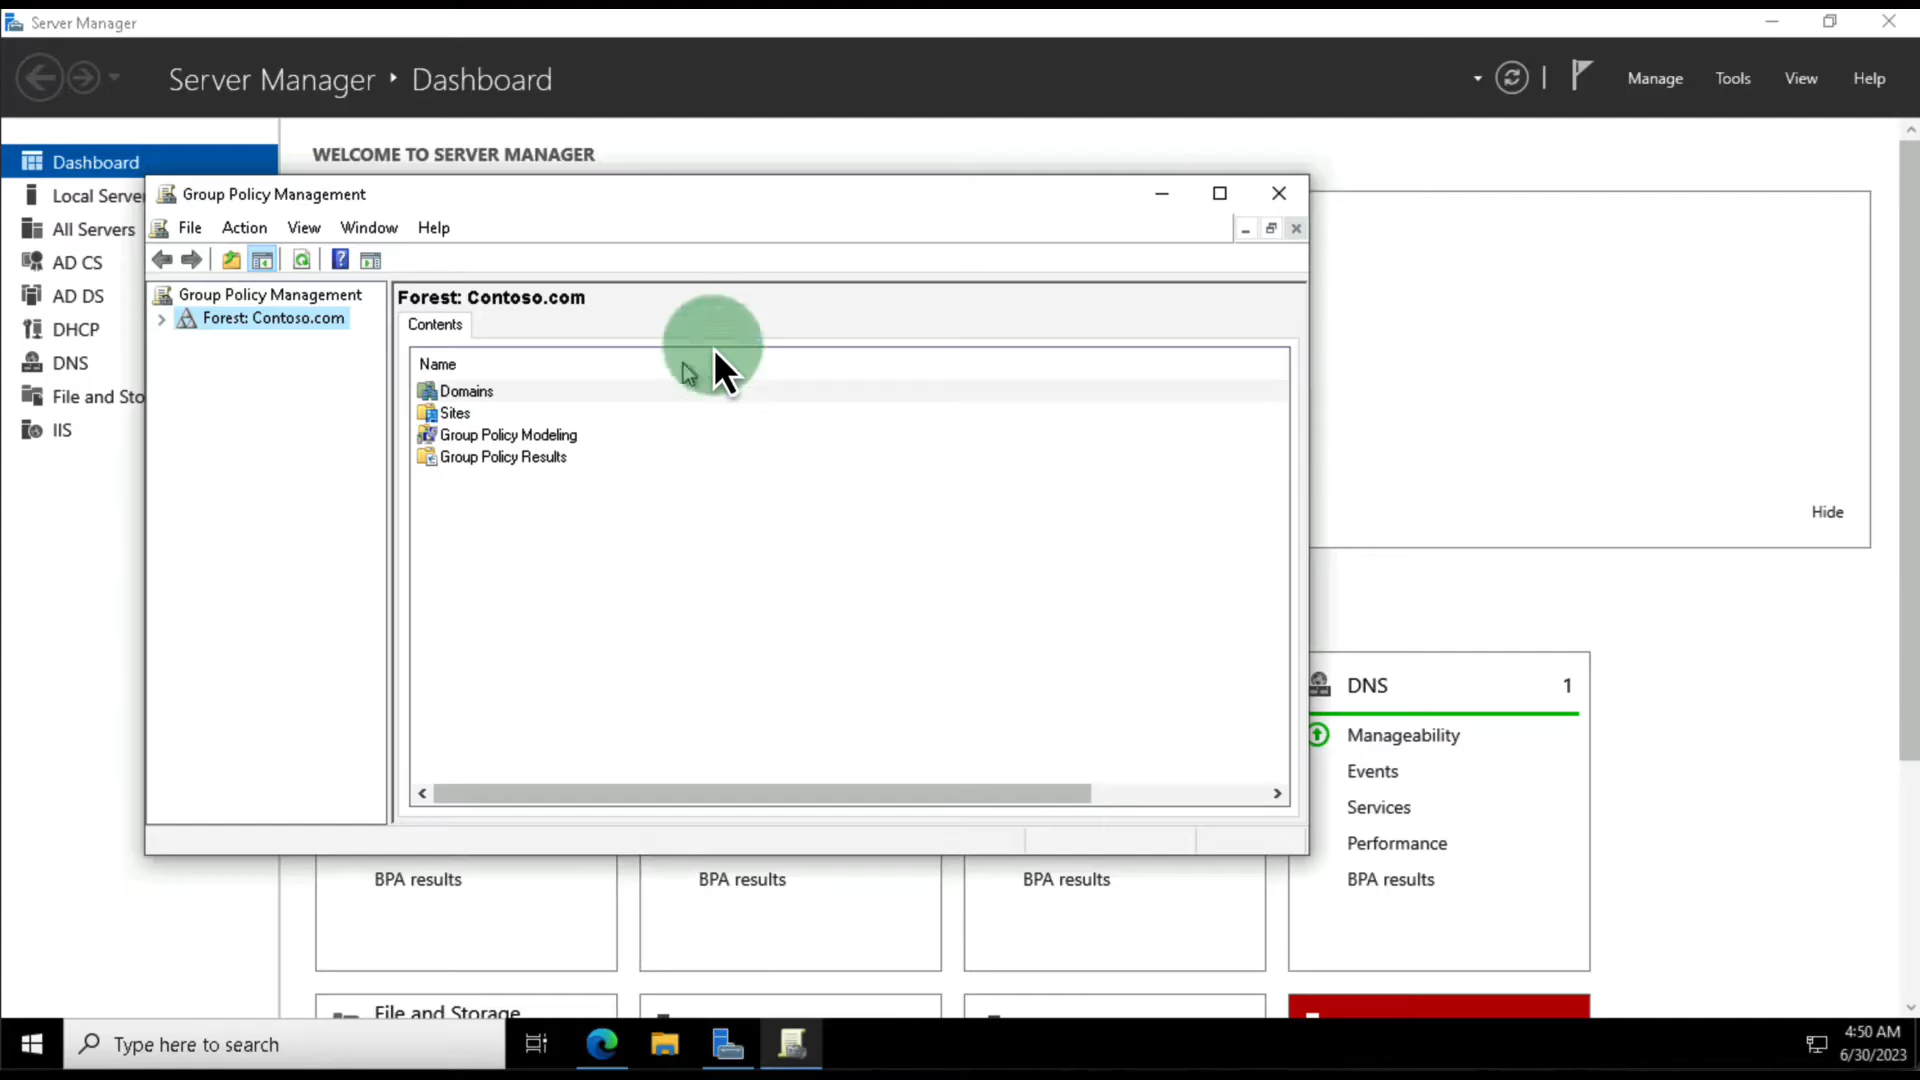 Server Manager
Server Manager
Dashboard
Manage
Tools
View
Help
WELCOME TO SERVER MANAGER
Dashboard
Local Serve
All Servers
AD CS
AD DS
DHCP
DNS
File and Sto
IIS
Group Policy Management
File
Action
View
Window
Help
Group Policy Management
Forest: Contoso.com
Forest: Contoso.com
Contents
Name
Domains
Sites
Group Policy Modeling
Group Policy Results
Hide
DNS
1
Manageability
Events
Services
Performance
BPA results
BPA results
BPA results
BPA results
File and Storage
Type here to search
4:50 AM
6/30/2023